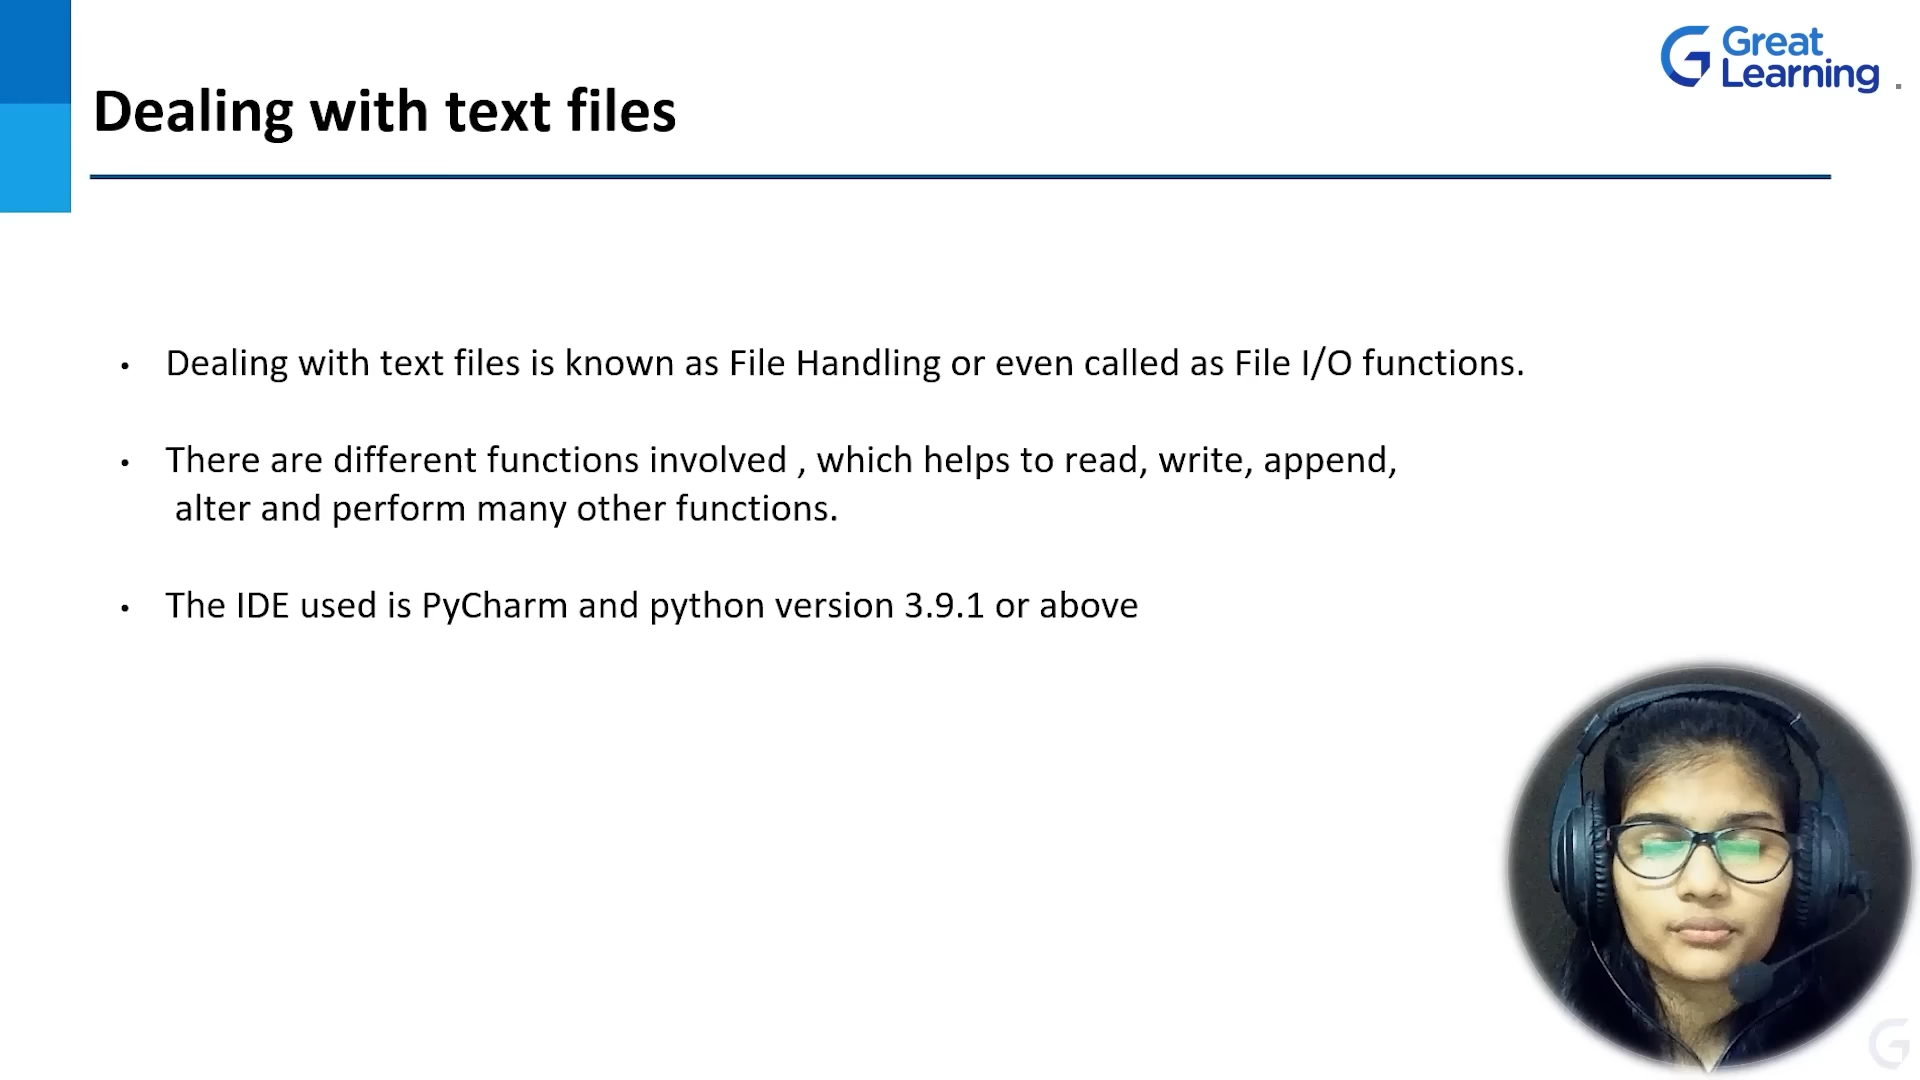 Great
Learning .
Dealing with text files
• Dealing with text files is known as File Handling or even called as File I/O functions.
• There are different functions involved , which helps to read, write, append,
alter and perform many other functions.
• The IDE used is PyCharm and python version 3.9.1 or above